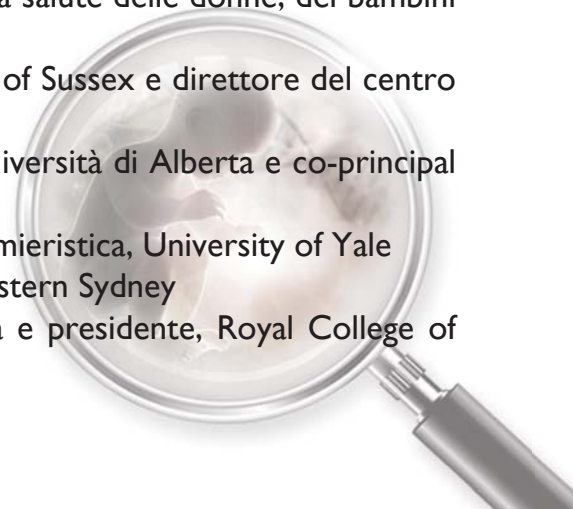 a salute delle donne, dei bambini
of Sussex e direttore del centro
iversità di Alberta e co-principal
mieristica, University of Yale
stern Sydney
a e presidente, Royal College of